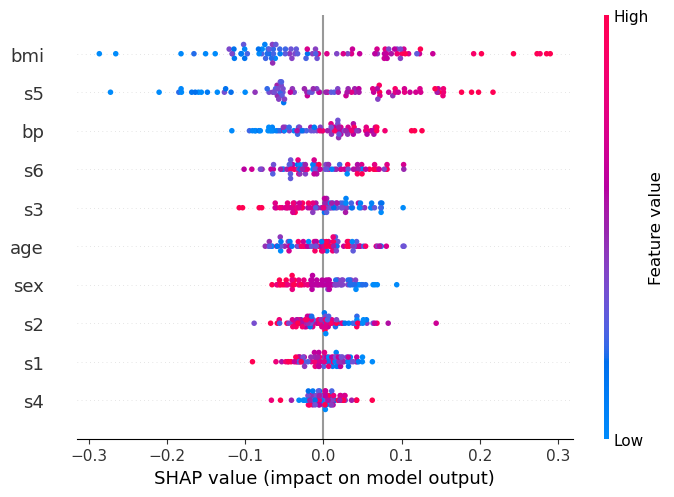 High
bmi
s5
bp
s6
s3
age
sex
s2
s1
s4
Feature value
Low
−0.3 −0.2 −0.1 0.0 0.1 0.2 0.3
SHAP value (impact on model output)